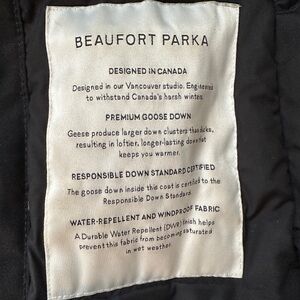 BEAUFORT PARKA
DESIGNED IN CANADA
Designed in our Vancouver studio. Engineered
to withstand Canada's harsh winter.
PREMIUM GOOSE DOWN
Geese produce larger down clusters than ducks,
resulting in loftier, longer-lasting down that
keeps you warmer.
RESPONSIBLE DOWN STANDARD CERTIFIED
The goose down inside this coat is certified to the
Responsible Down Standard.
WATER-REPELLENT AND WINDPROOF FABRIC
A Durable Water Repellent (DWR) finish helps
prevent this fabric from becoming saturated
in wet weather.